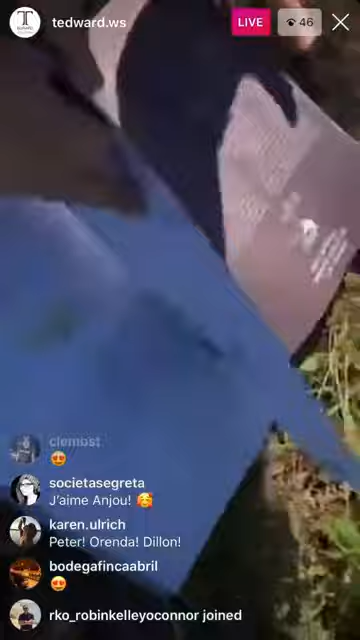 tedward.ws
LIVE
46
clemost
societasegreta
J'aime Anjou!
karen.ulrich
Peter! Orenda! Dillon!
bodegafincaabril
rko_robinkelleyoconnor joined